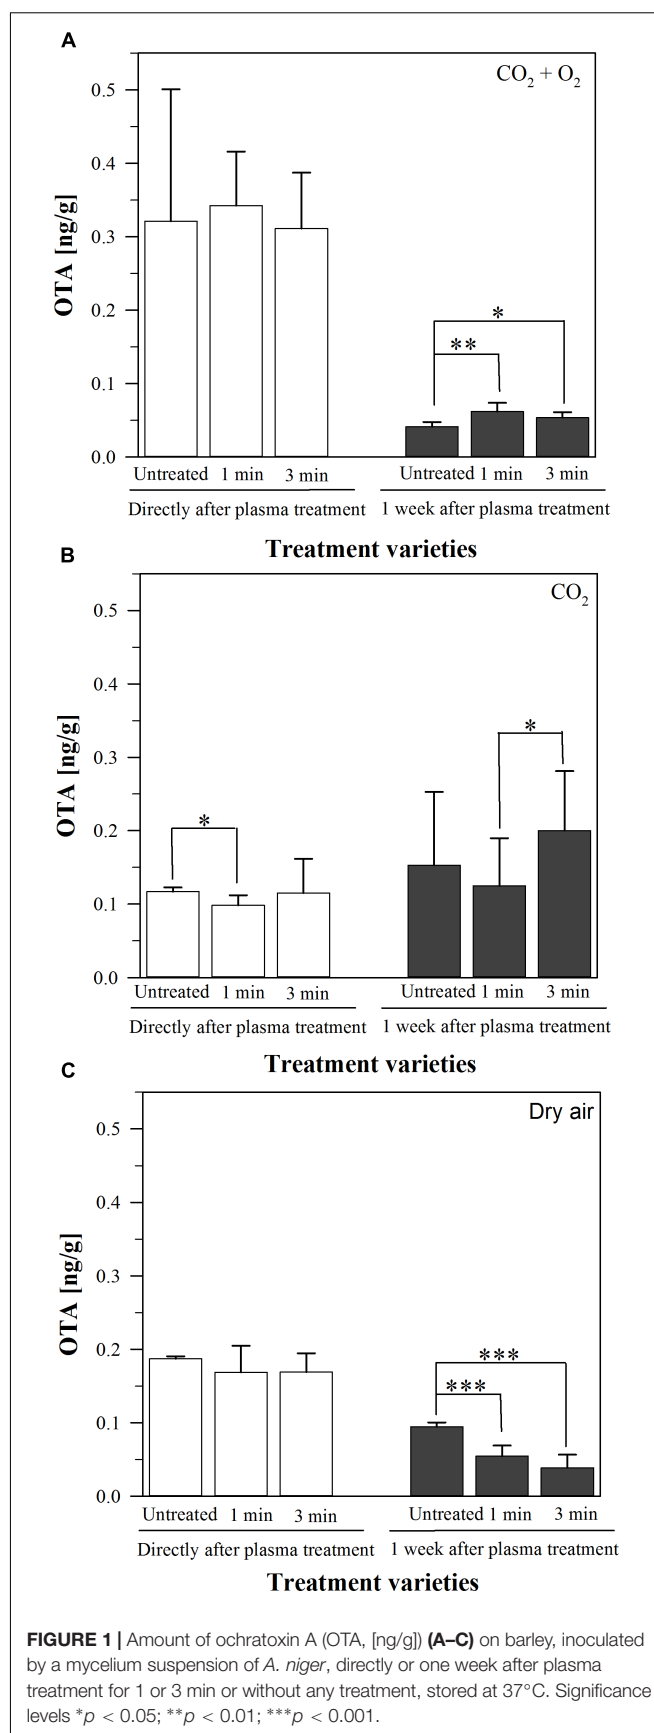 A
CO₂ + O₂
OTA [ng/g]
0.5
0.4
0.3
0.2
0.1
0.0
*
**
Untreated 1 min 3 min Untreated 1 min 3 min
Directly after plasma treatment 1 week after plasma treatment
Treatment varieties
B
CO₂
OTA [ng/g]
0.5
0.4
0.3
0.2
0.1
0.0
*
*
Untreated 1 min 3 min Untreated 1 min 3 min
Directly after plasma treatment 1 week after plasma treatment
Treatment varieties
C
Dry air
OTA [ng/g]
0.5
0.4
0.3
0.2
0.1
0.0
***
***
Untreated 1 min 3 min Untreated 1 min 3 min
Directly after plasma treatment 1 week after plasma treatment
Treatment varieties
FIGURE 1 | Amount of ochratoxin A (OTA, [ng/g]) (A–C) on barley, inoculated
by a mycelium suspension of A. niger, directly or one week after plasma
treatment for 1 or 3 min or without any treatment, stored at 37°C. Significance
levels *p < 0.05; **p < 0.01; ***p < 0.001.